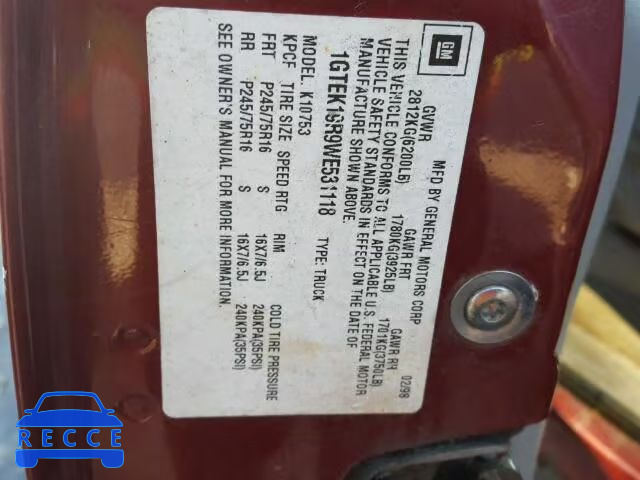 GM
MFD BY GENERAL MOTORS CORP 02/98
GVWR GAWR FRT GAWR RR
2812KG(6200LB) 1780KG(3925LB) 1701KG(3750LB)
THIS VEHICLE CONFORMS TO ALL APPLICABLE U.S. FEDERAL MOTOR
VEHICLE SAFETY STANDARDS IN EFFECT ON THE DATE OF
MANUFACTURE SHOWN ABOVE.
1GTEK19R9WE531118 TYPE: TRUCK
MODEL: K10753
KPCF TIRE SIZE SPEED RTG RIM COLD TIRE PRESSURE
FRT P245/75R16 S 16X7/6.5J 240KPA(35PSI)
RR P245/75R16 S 16X7/6.5J 240KPA(35PSI)
SEE OWNER'S MANUAL FOR MORE INFORMATION.
RECCE